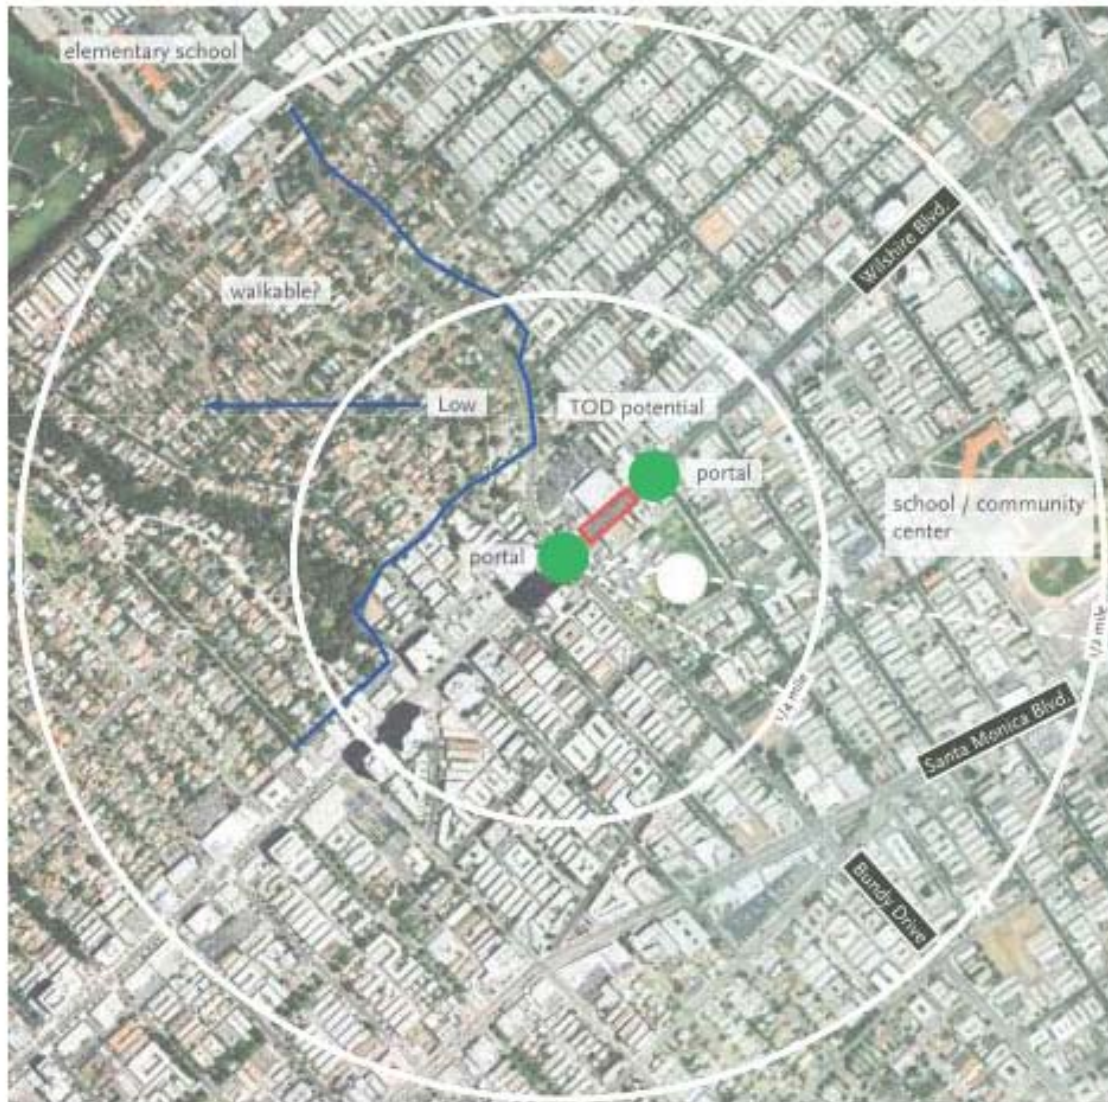 elementary school
Wilshire Blvd.
walkable?
Low
TOD potential
portal
school / community
center
portal
1/2 mile
1/4 mile
Santa Monica Blvd.
Bundy Drive